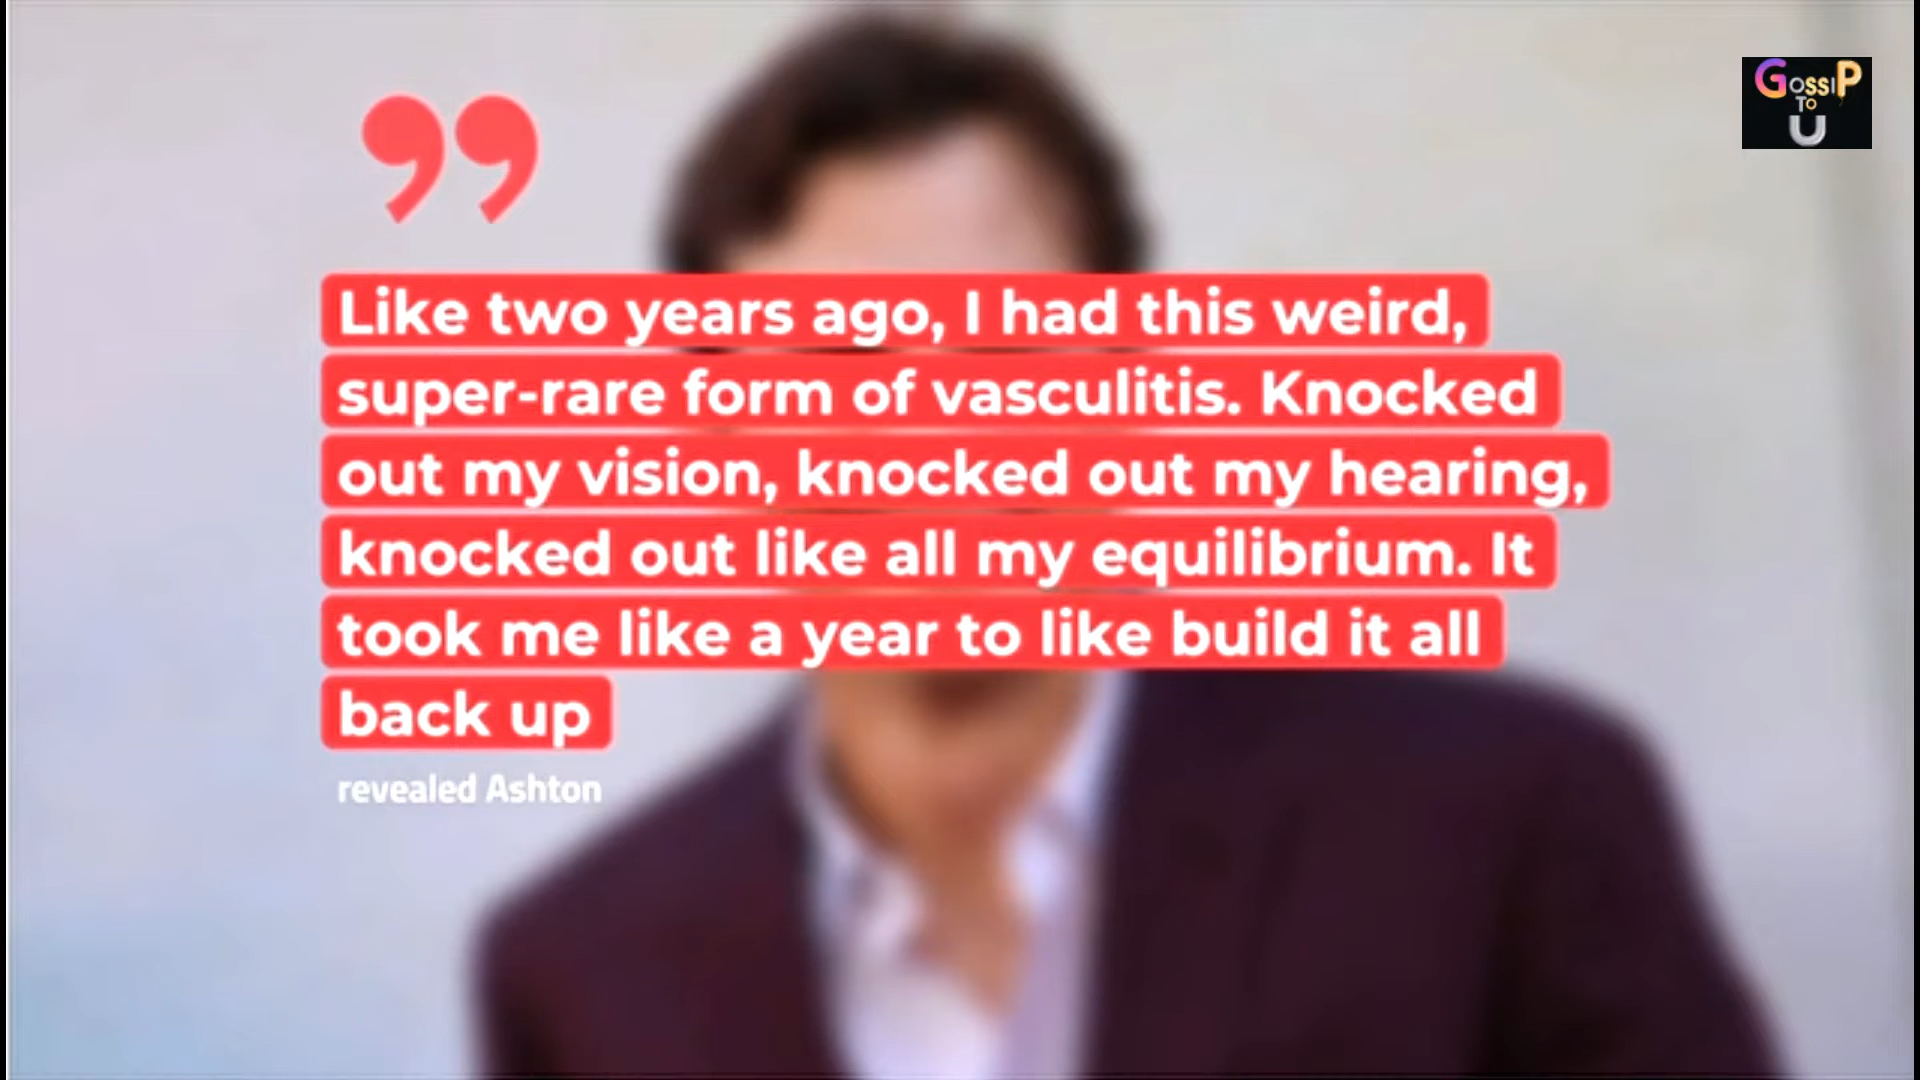 GOSSIP
TO
U
”
Like two years ago, I had this weird,
super-rare form of vasculitis. Knocked
out my vision, knocked out my hearing,
knocked out like all my equilibrium. It
took me like a year to like build it all
back up
revealed Ashton